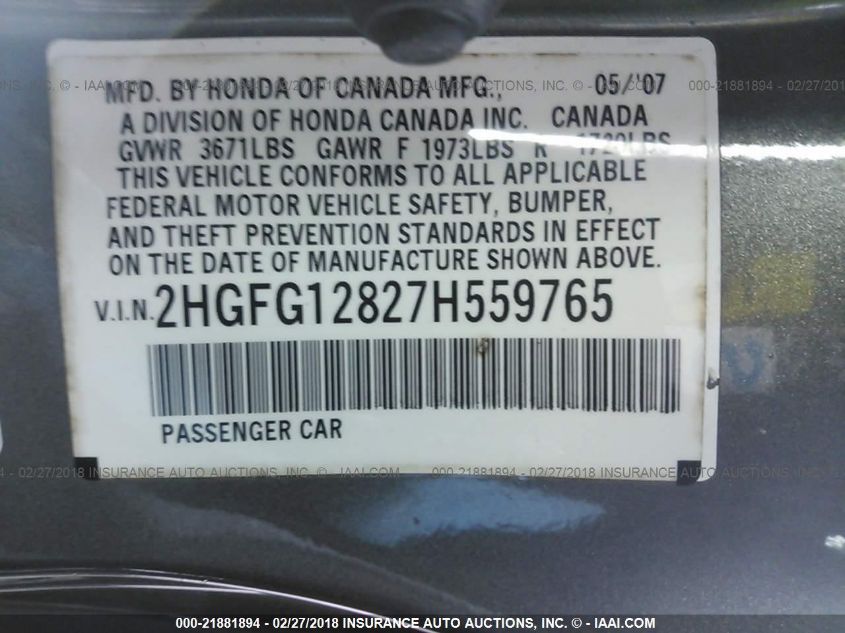 MFD. BY HONDA OF CANADA MFG., 05/'07
A DIVISION OF HONDA CANADA INC. CANADA
GVWR 3671LBS GAWR F 1973LBS R 1720LBS
THIS VEHICLE CONFORMS TO ALL APPLICABLE
FEDERAL MOTOR VEHICLE SAFETY, BUMPER,
AND THEFT PREVENTION STANDARDS IN EFFECT
ON THE DATE OF MANUFACTURE SHOWN ABOVE.
V.I.N. 2HGFG12827H559765
PASSENGER CAR
000-21881894 - 02/27/2018 INSURANCE AUTO AUCTIONS, INC. © - IAAI.COM